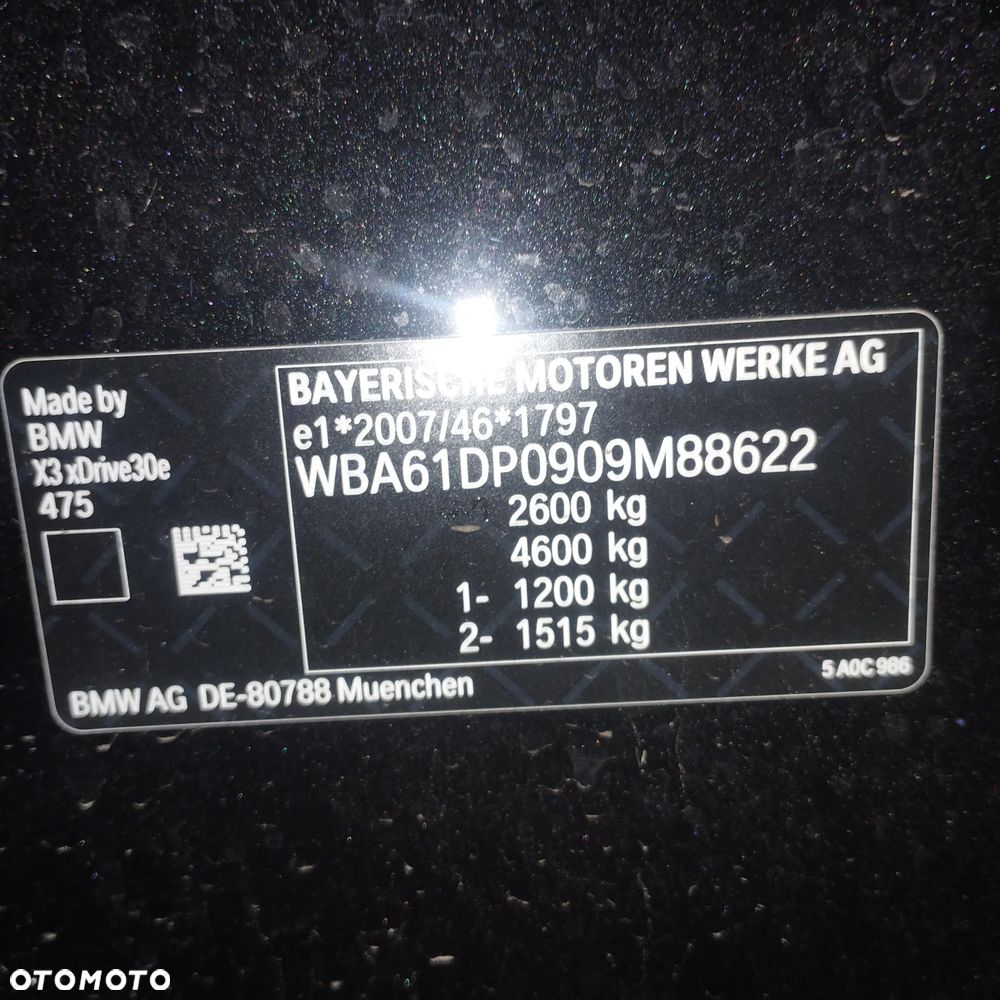 Made by
BMW
X3 xDrive30e
475
BAYERISCHE MOTOREN WERKE AG
e1*2007/46*1797
WBA61DP0909M88622
2600 kg
4600 kg
1- 1200 kg
2- 1515 kg
5 A0C 986
BMW AG DE-80788 Muenchen
OTOMOTO